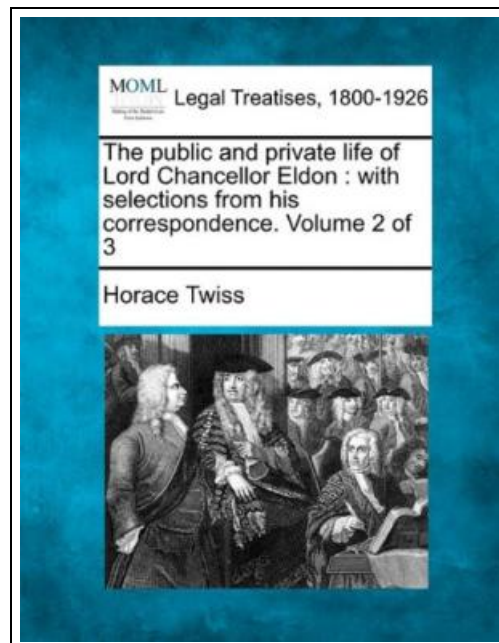 MOML
Legal Treatises, 1800-1926
The public and private life of
Lord Chancellor Eldon : with
selections from his
correspondence. Volume 2 of
3
Horace Twiss